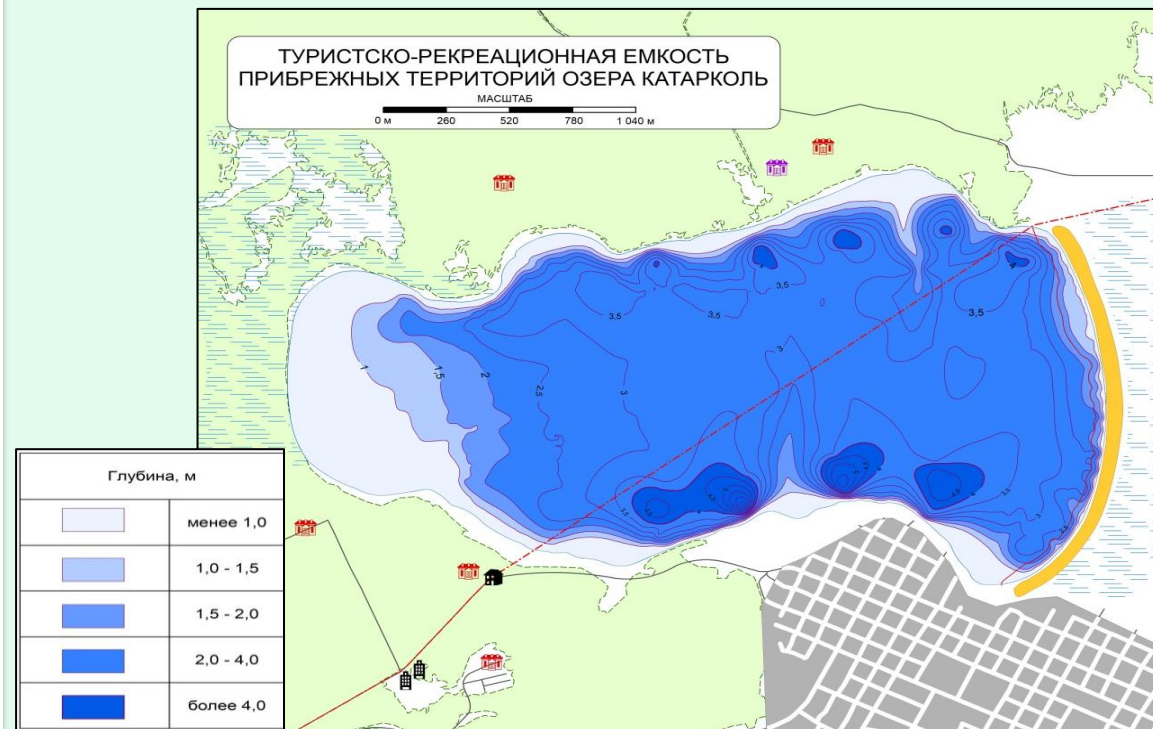 ТУРИСТСКО-РЕКРЕАЦИОННАЯ ЕМКОСТЬ
ПРИБРЕЖНЫХ ТЕРРИТОРИЙ ОЗЕРА КАТАРКОЛЬ
МАСШТАБ
0 м 260 520 780 1 040 м
3,5
3,5
3,5
3,5
4
1
1,5
2
2,5
3
3
Глубина, м
менее 1,0
1,0 - 1,5
1,5 - 2,0
2,0 - 4,0
более 4,0